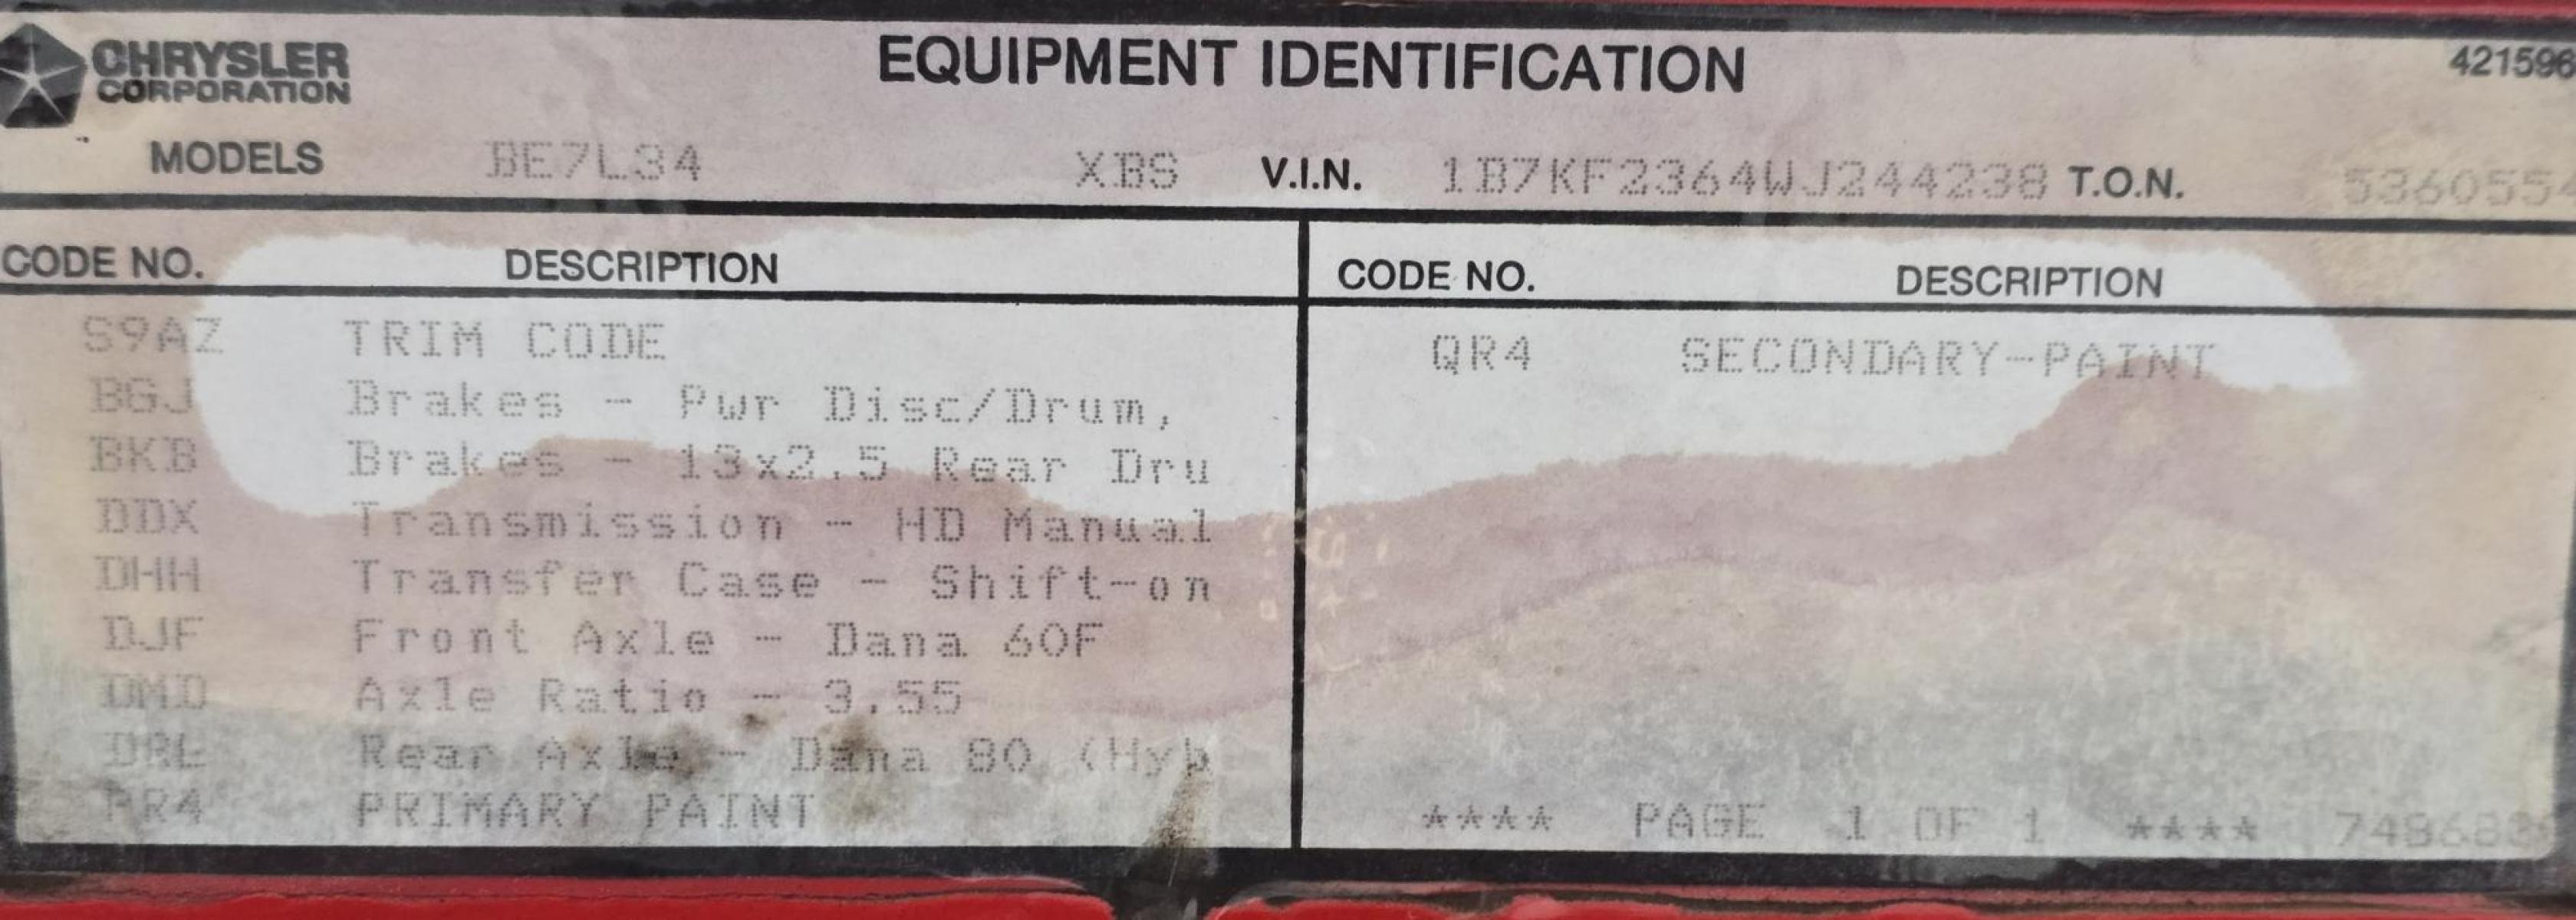 CHRYSLER
CORPORATION
EQUIPMENT IDENTIFICATION
421596
MODELS BE7L34 XBS V.I.N. 1B7KF2364WJ244238 T.O.N. 5360554
CODE NO. DESCRIPTION CODE NO. DESCRIPTION
S9AZ TRIM CODE
BGJ Brakes - Pwr Disc/Drum,
BKB Brakes - 13x2.5 Rear Dru
DDX Transmission - HD Manual
DHH Transfer Case - Shift-on
DJF Front Axle - Dana 60F
DMD Axle Ratio - 3.55
DRL Rear Axle - Dana 80 (Hyb
PR4 PRIMARY PAINT
QR4 SECONDARY-PAINT
**** PAGE 1 OF 1 ****